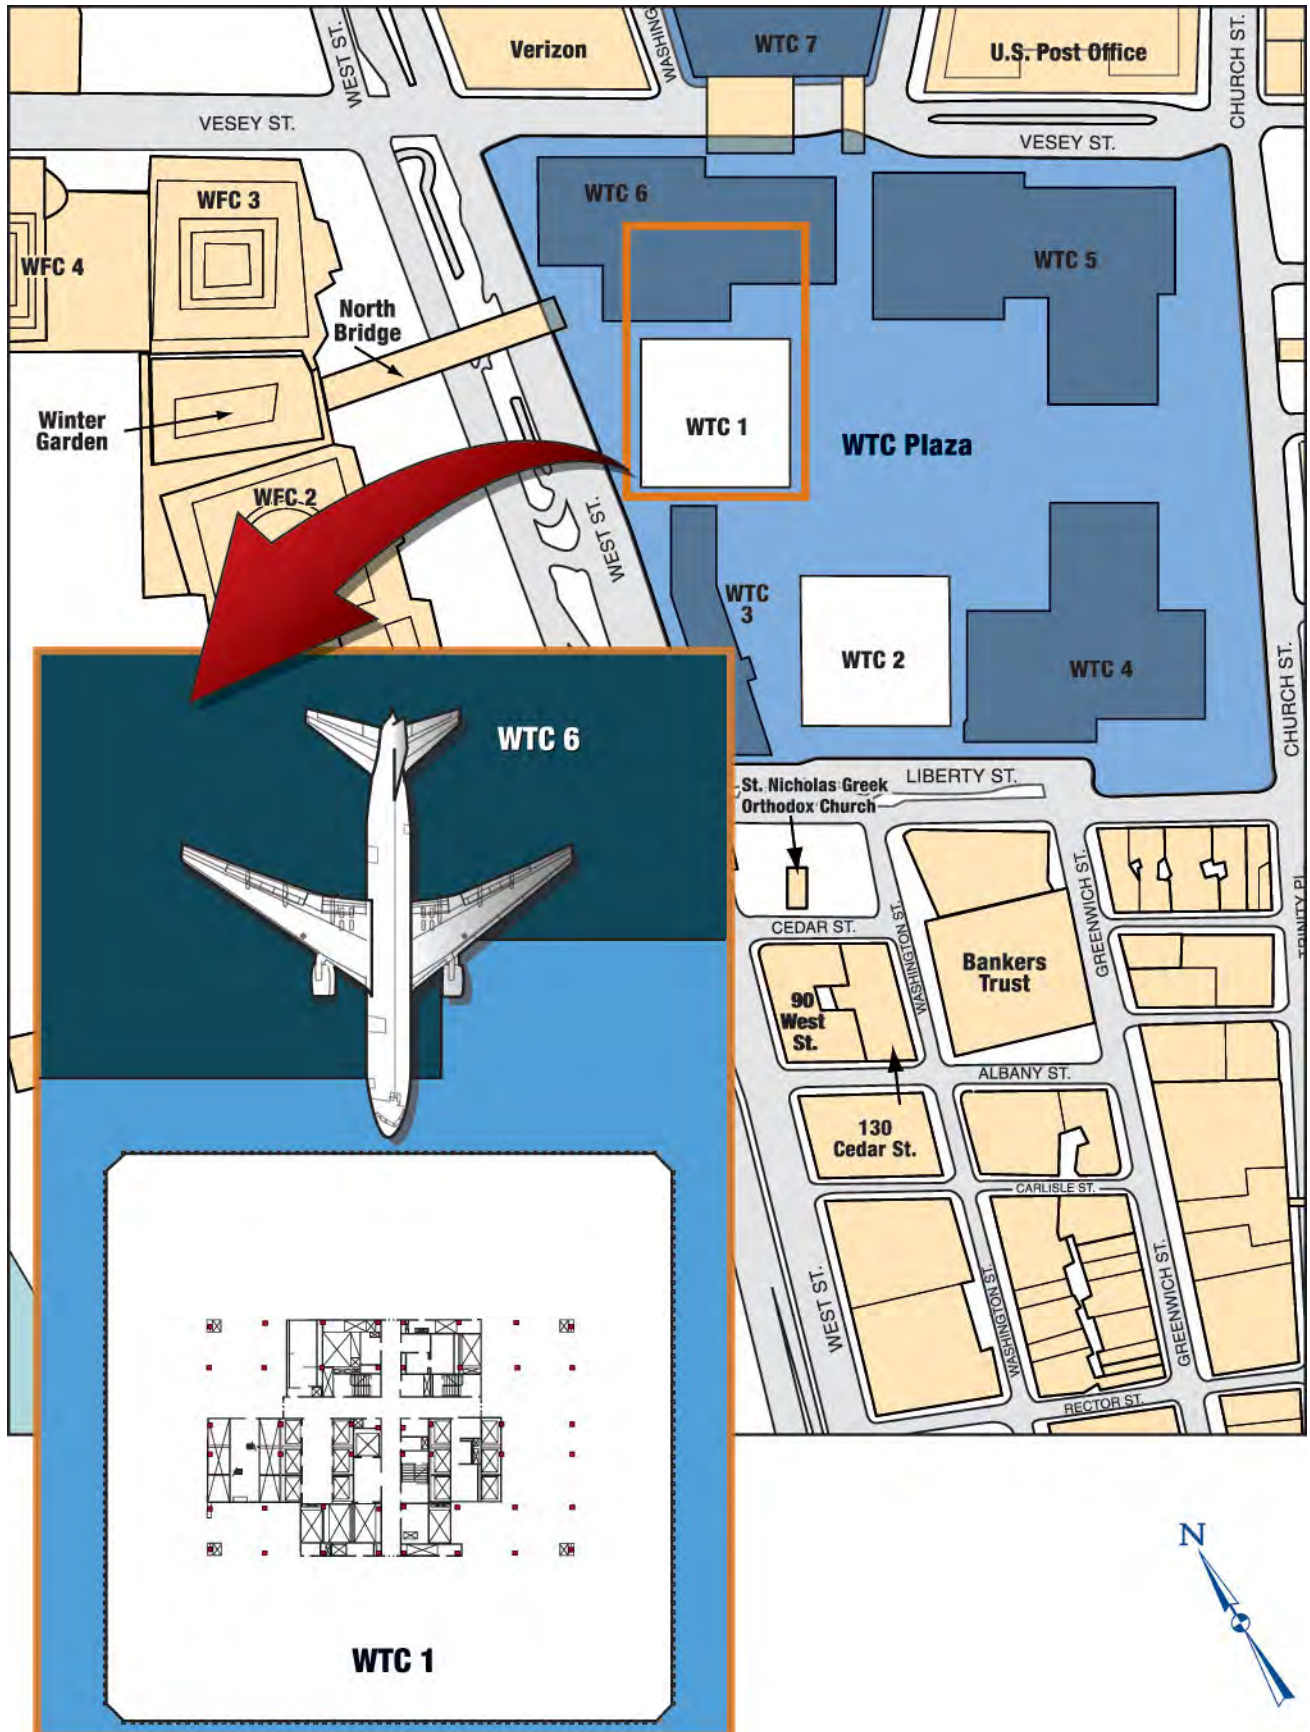 WEST ST.
Verizon
WASHING
WTC 7
U.S. Post Office
CHURCH ST.
VESEY ST.
VESEY ST.
WFC 3
WTC 6
WFC 4
WTC 5
North
Bridge
Winter
Garden
WTC 1
WTC Plaza
WFC 2
WEST ST.
WTC
3
WTC 2
WTC 4
CHURCH ST.
WTC 6
LIBERTY ST.
St. Nicholas Greek
Orthodox Church
GREENWICH ST.
TRINITY PL.
CEDAR ST.
WASHINGTON ST.
Bankers
Trust
90
West
St.
ALBANY ST.
130
Cedar St.
CARLISLE ST.
WEST ST.
WASHINGTON ST.
GREENWICH ST.
RECTOR ST.
N
WTC 1